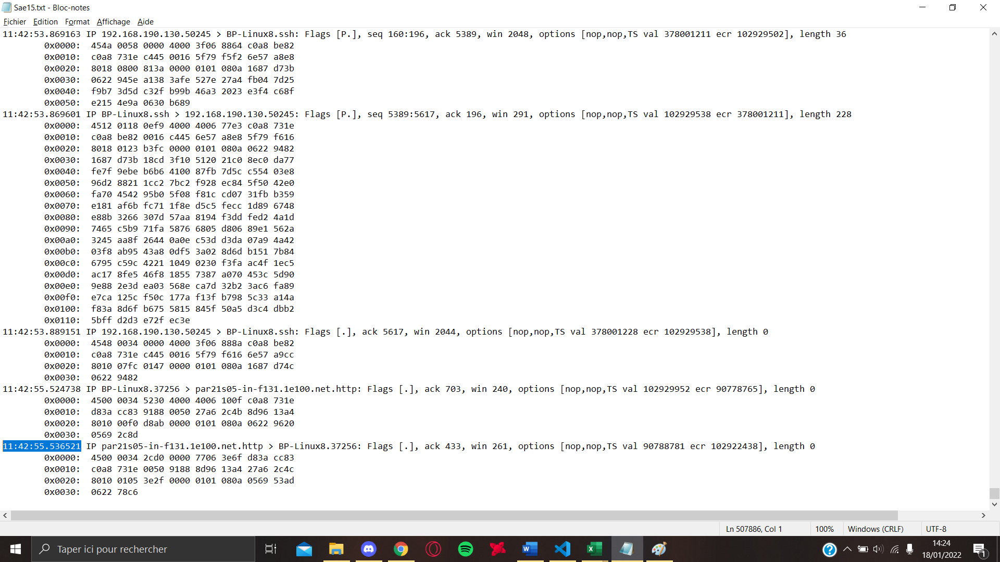 Sae15.txt - Bloc-notes
Fichier Edition Format Affichage Aide
11:42:53.869163 IP 192.168.190.130.50245 > BP-Linux8.ssh: Flags [P.], seq 160:196, ack 5389, win 2048, options [nop,nop,TS val 378001211 ecr 102929502], length 36
0x0000: 454a 0058 0000 4000 3f06 8864 c0a8 be82
0x0010: c0a8 731e c445 0016 5f79 f5f2 6e57 a8e8
0x0020: 8018 0800 813a 0000 0101 080a 1687 d73b
0x0030: 0622 945e a138 3afe 527e 27a4 fb04 7d25
0x0040: f9b7 3d5d c32f b99b 46a3 2023 e3f4 c68f
0x0050: e215 4e9a 0630 b689
11:42:53.869601 IP BP-Linux8.ssh > 192.168.190.130.50245: Flags [P.], seq 5389:5617, ack 196, win 291, options [nop,nop,TS val 102929538 ecr 378001211], length 228
0x0000: 4512 0118 0ef9 4000 4006 77e3 c0a8 731e
0x0010: c0a8 be82 0016 c445 6e57 a8e8 5f79 f616
0x0020: 8018 0123 b3fc 0000 0101 080a 0622 9482
0x0030: 1687 d73b 18cd 3f10 5120 21c0 8ec0 da77
0x0040: fe7f 9ebe b6b6 4100 87fb 7d5c c554 03e8
0x0050: 96d2 8821 1cc2 7bc2 f928 ec84 5f50 42e0
0x0060: fa70 4542 95b0 5f08 f81c cd07 31fb b359
0x0070: e181 af6b fc71 1f8e d5c5 fecc 1d89 6748
0x0080: e88b 3266 307d 57aa 8194 f3dd fed2 4a1d
0x0090: 7465 c5b9 71fa 5876 6805 d806 89e1 562a
0x00a0: 3245 aa8f 2644 0a0e c53d d3da 07a9 4a42
0x00b0: 03f8 ab95 43a8 0df5 3a02 8d6d b151 7b84
0x00c0: 6795 c59c 4221 1049 0230 f3fa ac4f 1ec5
0x00d0: ac17 8fe5 46f8 1855 7387 a070 453c 5d90
0x00e0: 9e88 2e3d ea03 568e ca7d 32b2 3ac6 fa89
0x00f0: e7ca 125c f50c 177a f13f b798 5c33 a14a
0x0100: f83a 8d6f b675 5815 845f 50a5 d3c4 dbb2
0x0110: 5bff d2d3 e72f ec3e
11:42:53.889151 IP 192.168.190.130.50245 > BP-Linux8.ssh: Flags [.], ack 5617, win 2044, options [nop,nop,TS val 378001228 ecr 102929538], length 0
0x0000: 4548 0034 0000 4000 3f06 888a c0a8 be82
0x0010: c0a8 731e c445 0016 5f79 f616 6e57 a9cc
0x0020: 8010 07fc 0147 0000 0101 080a 1687 d74c
0x0030: 0622 9482
11:42:55.524738 IP BP-Linux8.37256 > par21s05-in-f131.1e100.net.http: Flags [.], ack 703, win 240, options [nop,nop,TS val 102929952 ecr 90778765], length 0
0x0000: 4500 0034 5230 4000 4006 100f c0a8 731e
0x0010: d83a cc83 9188 0050 27a6 2c4b 8d96 13a4
0x0020: 8010 00f0 d8ab 0000 0101 080a 0622 9620
0x0030: 0569 2c8d
11:42:55.536521 IP par21s05-in-f131.1e100.net.http > BP-Linux8.37256: Flags [.], ack 433, win 261, options [nop,nop,TS val 90788781 ecr 102922438], length 0
0x0000: 4500 0034 2cd0 0000 7706 3e6f d83a cc83
0x0010: c0a8 731e 0050 9188 8d96 13a4 27a6 2c4c
0x0020: 8010 0105 3e2f 0000 0101 080a 0569 53ad
0x0030: 0622 78c6
Ln 507886, Col 1 100% Windows (CRLF) UTF-8
Taper ici pour rechercher
14:24
18/01/2022
1